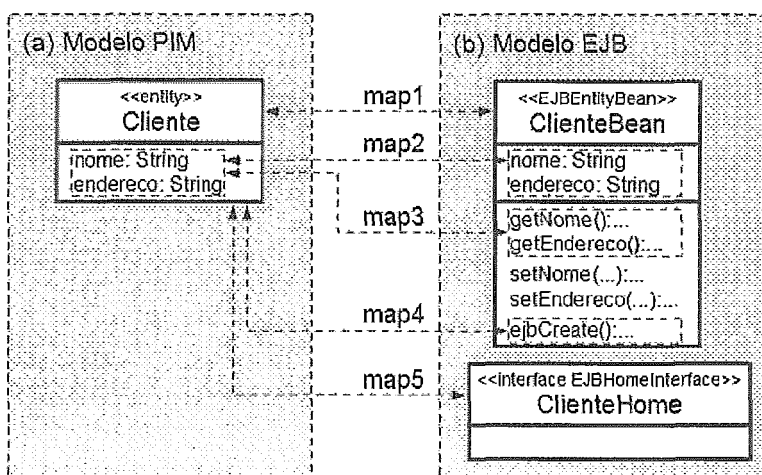 (a) Modelo PIM
<<entity>>
Cliente
nome: String
endereco: String
map1
map2
map3
map4
map5
(b) Modelo EJB
<<EJBEntityBean>>
ClienteBean
nome: String
endereco: String
getNome():...
getEndereco():...
setNome(...):...
setEndereco(...):...
ejbCreate():...
<<interface EJBHomeInterface>>
ClienteHome